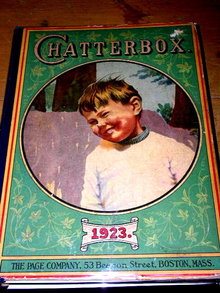 CHATTERBOX.
1923.
THE PAGE COMPANY, 53 Beacon Street, BOSTON, MASS.